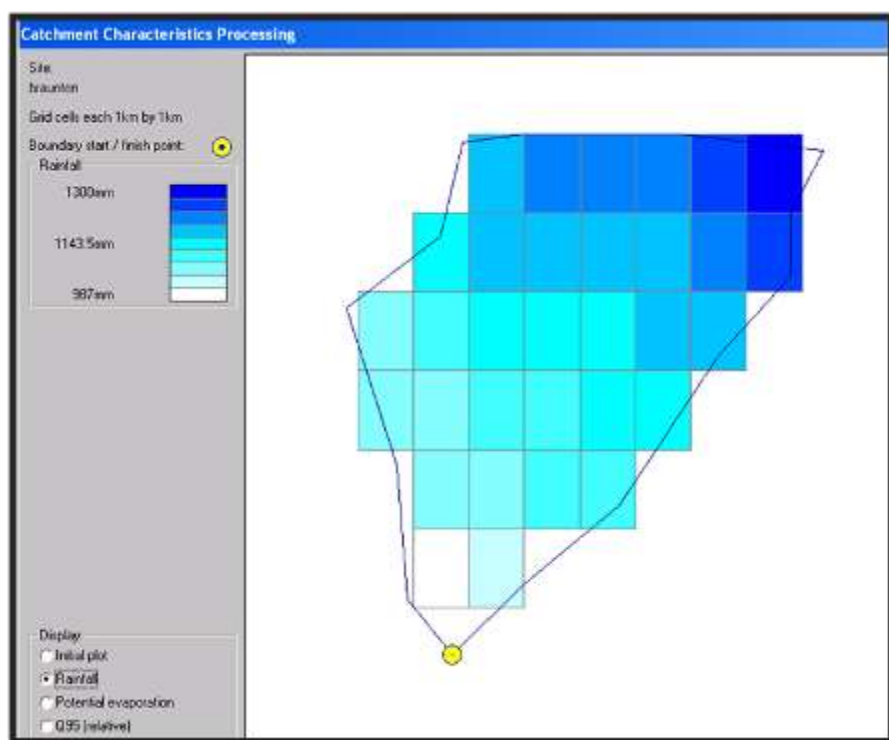 Catchment Characteristics Processing
Site
braunton
Grid cells each 1km by 1km
Boundary start / finish point:
Rainfall
1300mm
1143.5mm
987mm
Display
Initial plot
Rainfall
Potential evaporation
Q95 (relative)